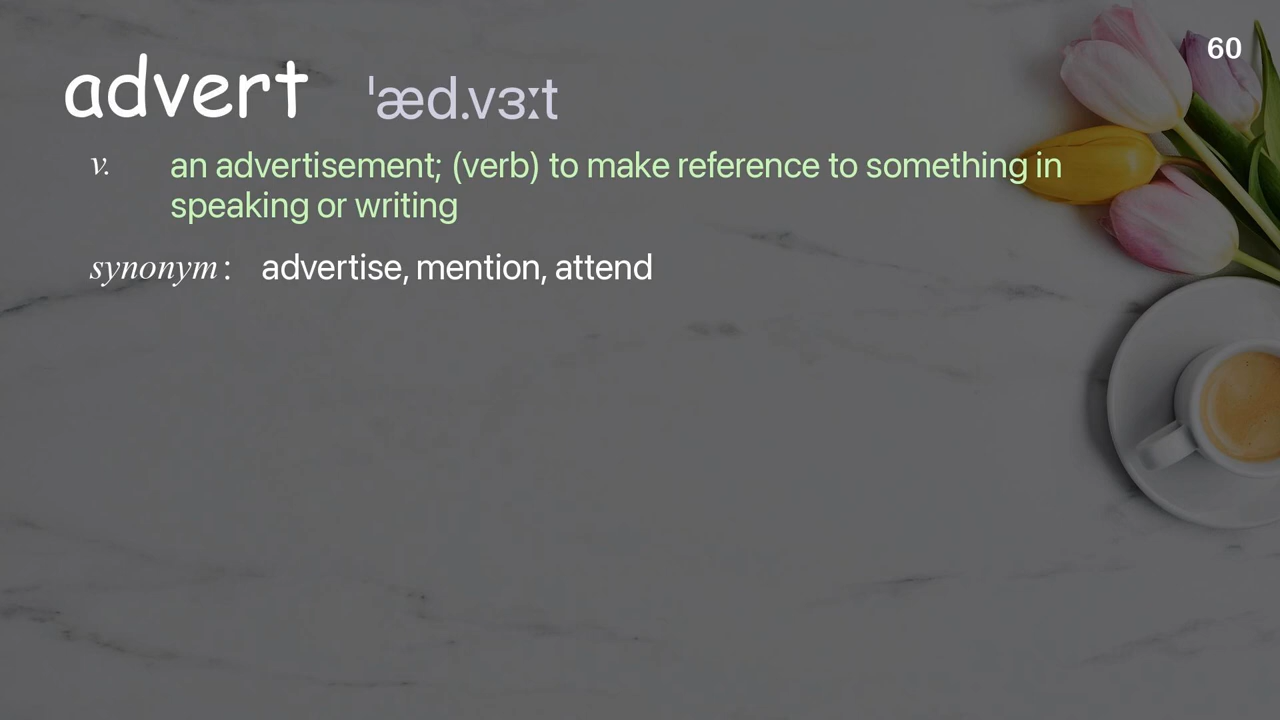 60
advert ˈæd.vɜːt
v. an advertisement; (verb) to make reference to something in
speaking or writing
synonym: advertise, mention, attend